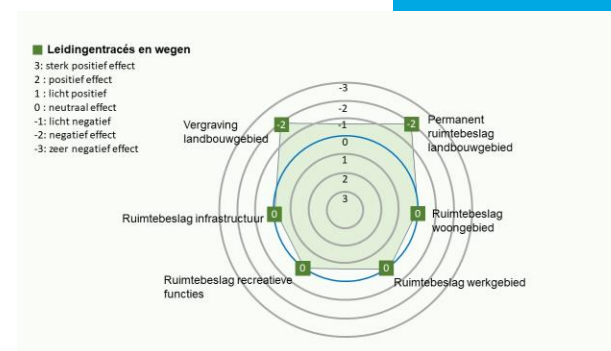 Leidingentracés en wegen
3: sterk positief effect
2 : positief effect
1 : licht positief
0 : neutraal effect
-1: licht negatief
-2: negatief effect
-3: zeer negatief effect
-3
-2
-1
0
1
2
3
Vergraving
landbouwgebied
-2
-2
Permanent
ruimtebeslag
landbouwgebied
Ruimtebeslag infrastructuur
0
0
Ruimtebeslag
woongebied
Ruimtebeslag recreatieve
functies
0
0
Ruimtebeslag werkgebied